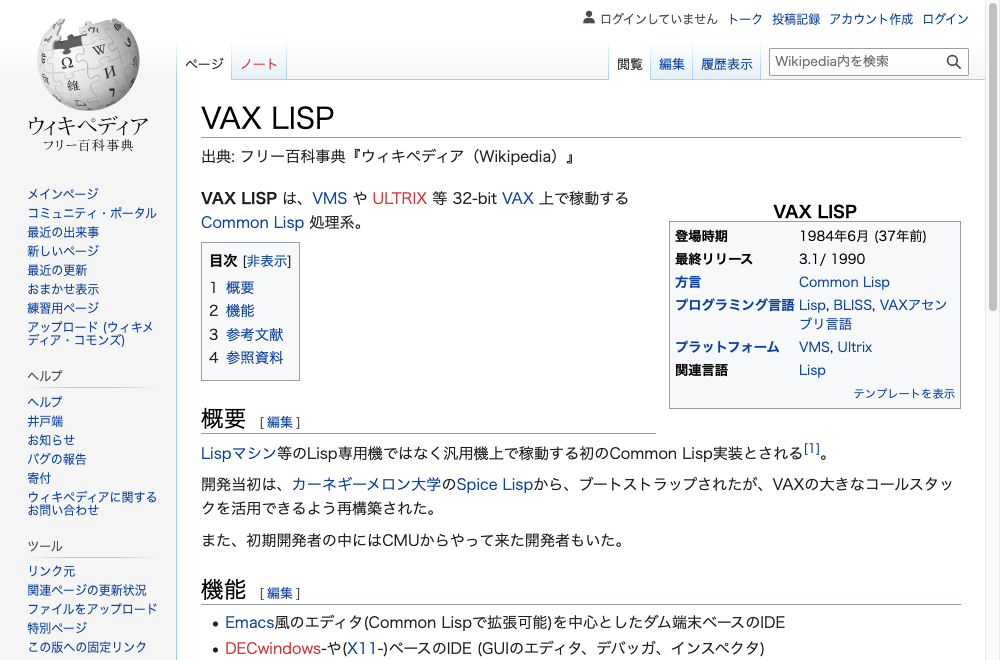 ログインしていません トーク 投稿記録 アカウント作成 ログイン
ページ ノート 閲覧 編集 履歴表示 Wikipedia内を検索
ウィキペディア
フリー百科事典
メインページ
コミュニティ・ポータル
最近の出来事
新しいページ
最近の更新
おまかせ表示
練習用ページ
アップロード (ウィキメ
ディア・コモンズ)
ヘルプ
ヘルプ
井戸端
お知らせ
バグの報告
寄付
ウィキペディアに関する
お問い合わせ
ツール
リンク元
関連ページの更新状況
ファイルをアップロード
特別ページ
この版への固定リンク
VAX LISP
出典: フリー百科事典『ウィキペディア（Wikipedia）』
VAX LISP は、VMS や ULTRIX 等 32-bit VAX 上で稼動する
Common Lisp 処理系。
目次 [非表示]
1 概要
2 機能
3 参考文献
4 参照資料
VAX LISP
登場時期 1984年6月 (37年前)
最終リリース 3.1/ 1990
方言 Common Lisp
プログラミング言語 Lisp, BLISS, VAXアセン
ブリ言語
プラットフォーム VMS, Ultrix
関連言語 Lisp
テンプレートを表示
概要 [ 編集 ]
Lispマシン等のLisp専用機ではなく汎用機上で稼動する初のCommon Lisp実装とされる[1]。
開発当初は、カーネギーメロン大学のSpice Lispから、ブートストラップされたが、VAXの大きなコールスタッ
クを活用できるよう再構築された。
また、初期開発者の中にはCMUからやって来た開発者もいた。
機能 [ 編集 ]
• Emacs風のエディタ(Common Lispで拡張可能)を中心としたダム端末ベースのIDE
• DECwindows-や(X11-)ベースのIDE (GUIのエディタ、デバッガ、インスペクタ)